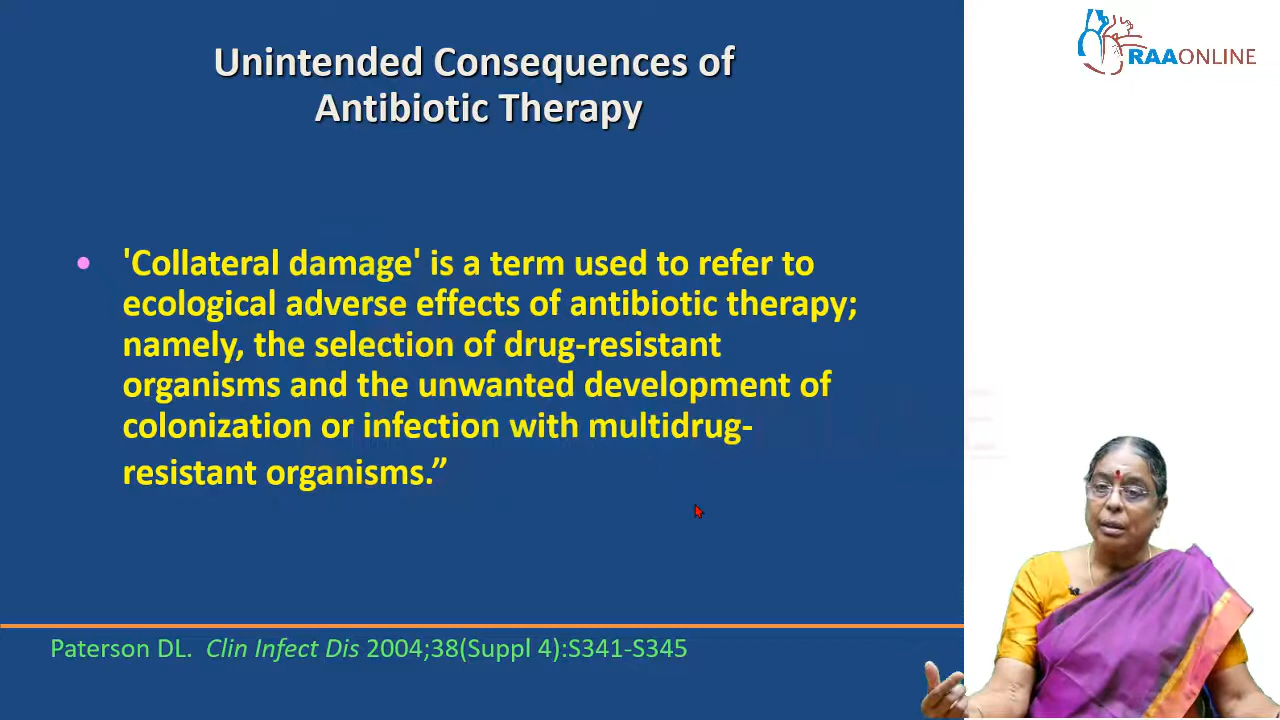 RAAONLINE
Unintended Consequences of
Antibiotic Therapy
• 'Collateral damage' is a term used to refer to
ecological adverse effects of antibiotic therapy;
namely, the selection of drug-resistant
organisms and the unwanted development of
colonization or infection with multidrug-
resistant organisms.”
Paterson DL. Clin Infect Dis 2004;38(Suppl 4):S341-S345